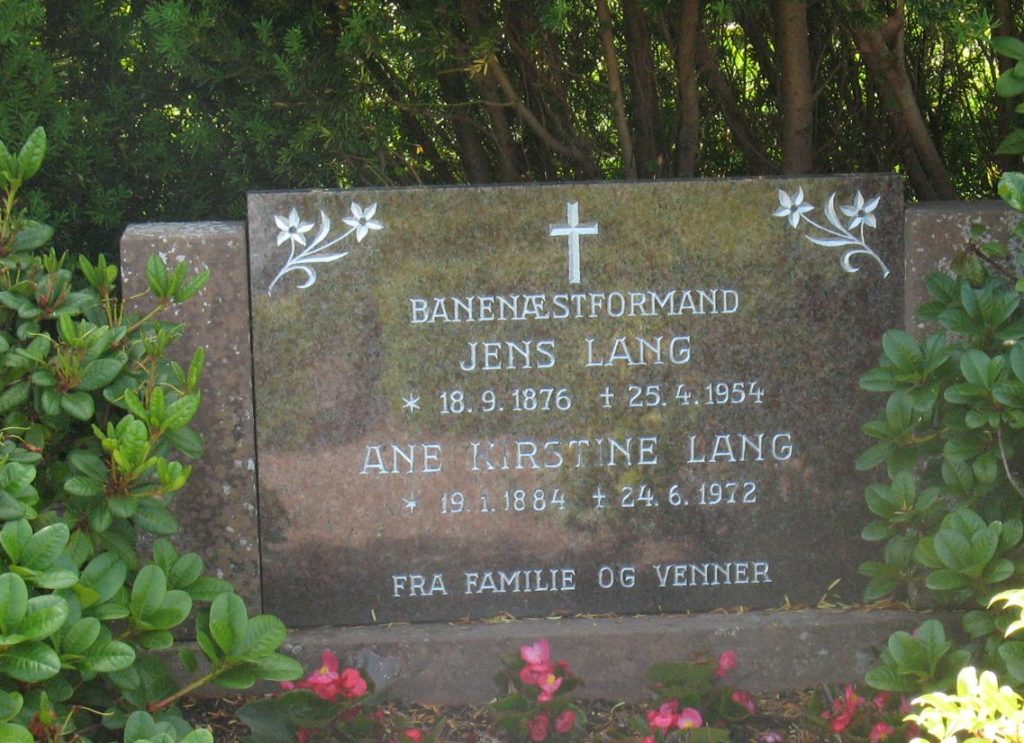 BANENÆSTFORMAND
JENS LANG
* 18.9.1876 ✝ 25.4.1954
ANE KIRSTINE LANG
* 19.1.1884 ✝ 24.6.1972
FRA FAMILIE OG VENNER